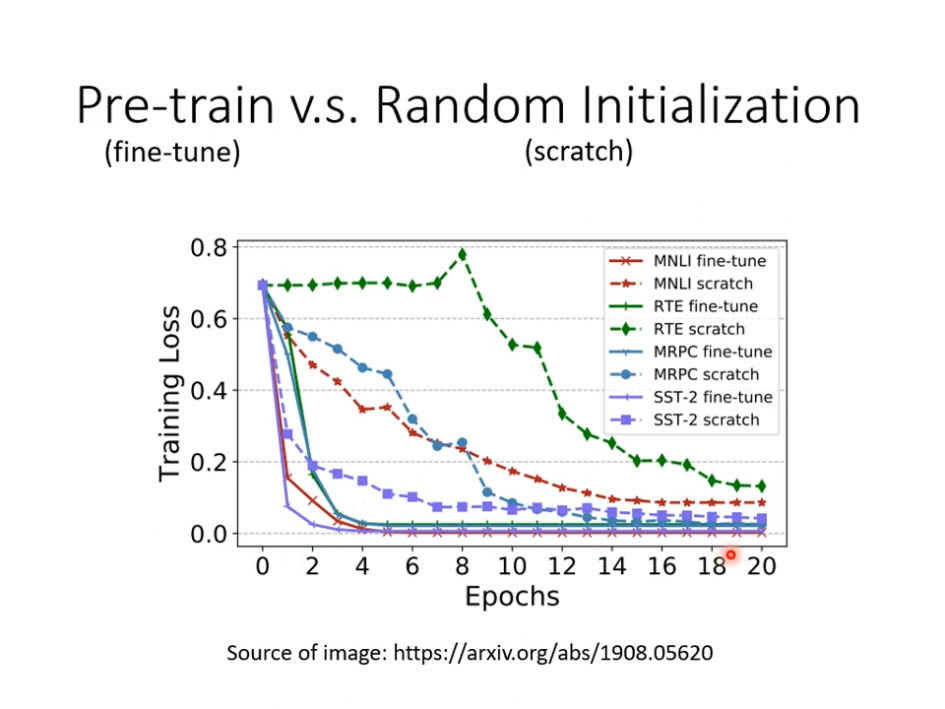 Pre-train v.s. Random Initialization
(fine-tune) (scratch)
0.8
0.6
0.4
0.2
0.0
Training Loss
MNLI fine-tune
MNLI scratch
RTE fine-tune
RTE scratch
MRPC fine-tune
MRPC scratch
SST-2 fine-tune
SST-2 scratch
0 2 4 6 8 10 12 14 16 18 20
Epochs
Source of image: https://arxiv.org/abs/1908.05620